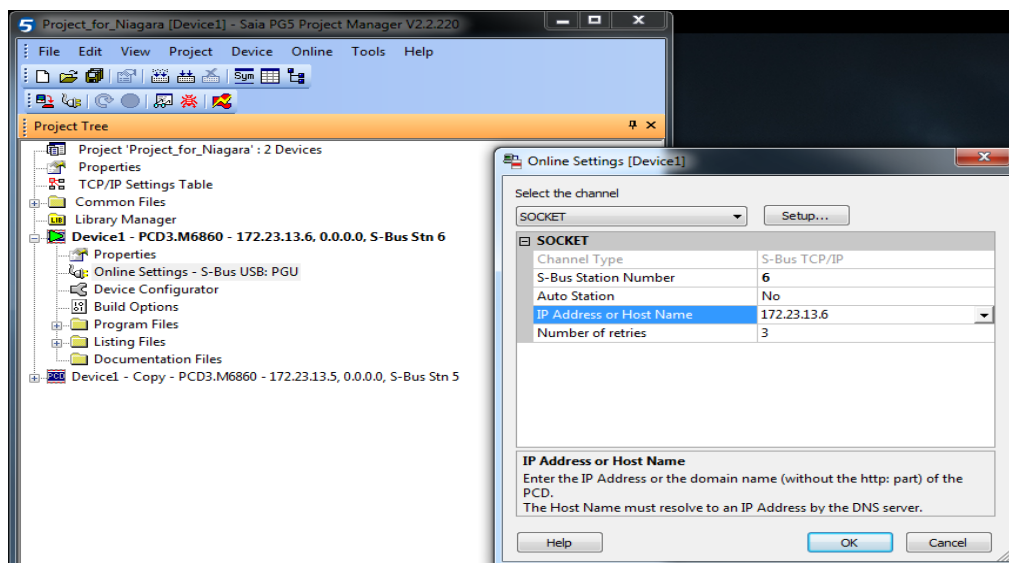 Project_for_Niagara [Device1] - Saia PG5 Project Manager V2.2.220
File Edit View Project Device Online Tools Help
Sym
Project Tree
Project 'Project_for_Niagara' : 2 Devices
Properties
TCP/IP Settings Table
Common Files
Library Manager
Device1 - PCD3.M6860 - 172.23.13.6, 0.0.0.0, S-Bus Stn 6
Properties
Online Settings - S-Bus USB: PGU
Device Configurator
Build Options
Program Files
Listing Files
Documentation Files
Device1 - Copy - PCD3.M6860 - 172.23.13.5, 0.0.0.0, S-Bus Stn 5
Online Settings [Device1]
Select the channel
SOCKET Setup...
SOCKET
Channel Type S-Bus TCP/IP
S-Bus Station Number 6
Auto Station No
IP Address or Host Name 172.23.13.6
Number of retries 3
IP Address or Host Name
Enter the IP Address or the domain name (without the http: part) of the
PCD.
The Host Name must resolve to an IP Address by the DNS server.
Help OK Cancel